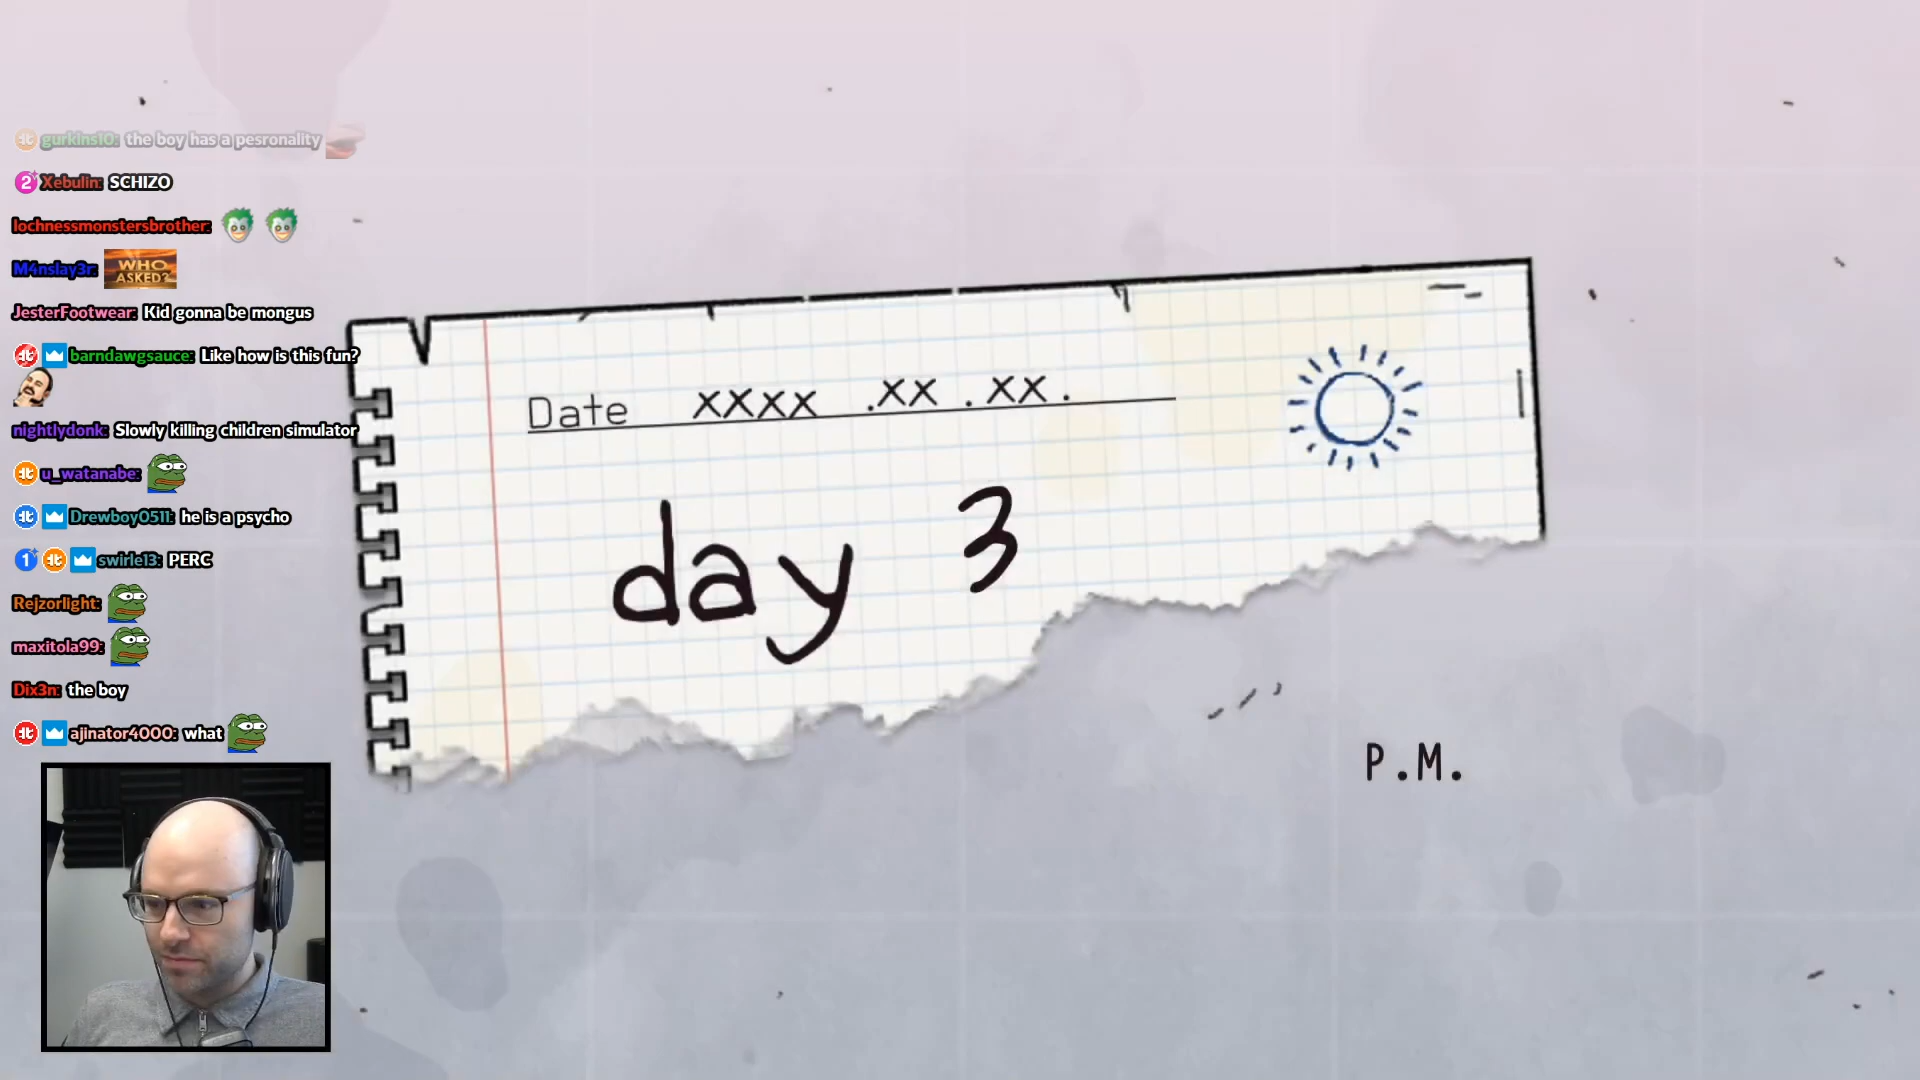 gurkins10: the boy has a pesronality
Xebulin: SCHIZO
lochnessmonstersbrother:
M4nslay3r: WHO ASKED?
JesterFootwear: Kid gonna be mongus
barndawgsauce: Like how is this fun?
nightlydonk: Slowly killing children simulator
u_watanabe:
Drewboy0511: he is a psycho
swirle13: PERC
Rejzorlight:
maxitola99:
Dix3n: the boy
ajinator4000: what
Date xxxx .xx . xx .
day 3
P.M.